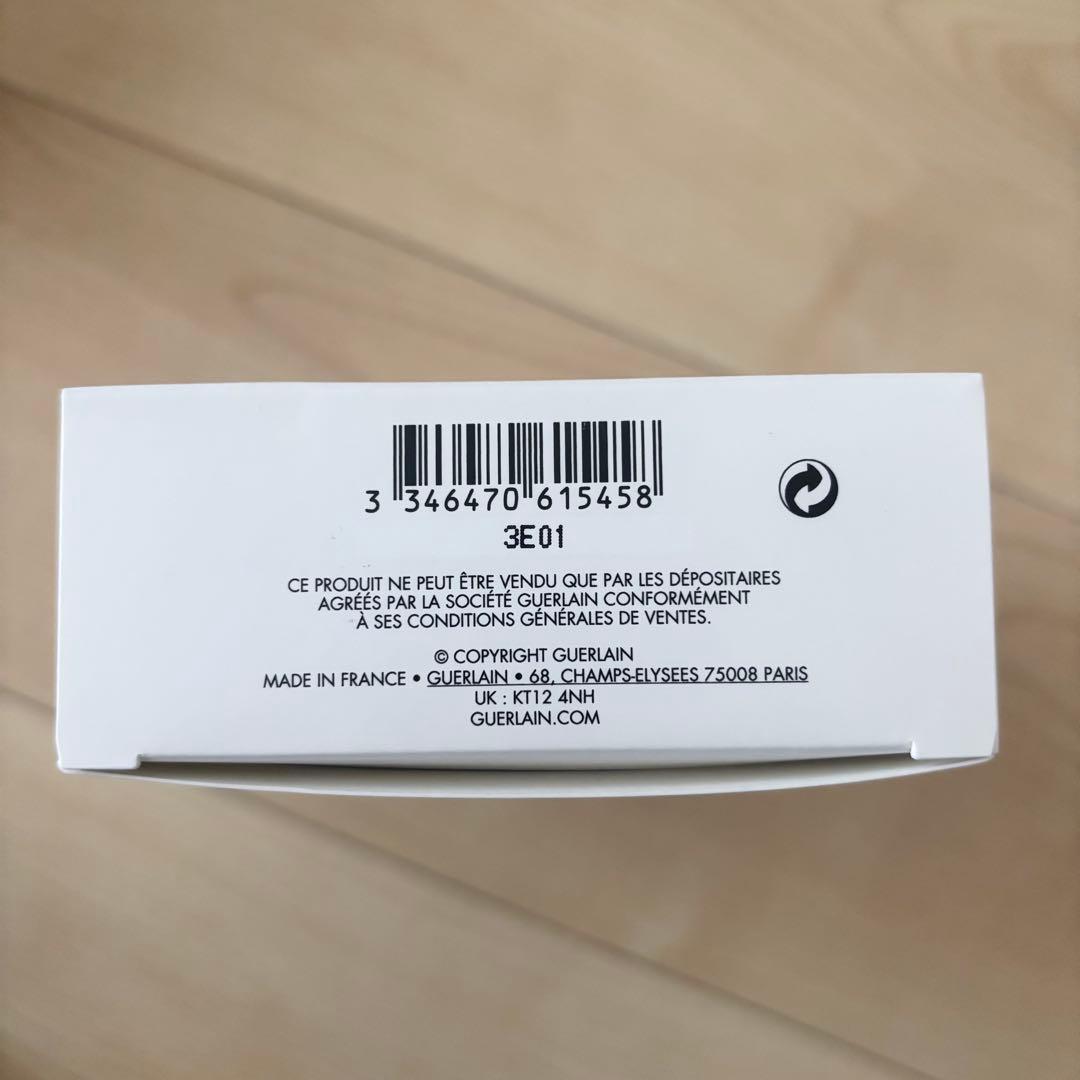 3 346470 615458
3E01
CE PRODUIT NE PEUT ÊTRE VENDU QUE PAR LES DÉPOSITAIRES
AGRÉÉS PAR LA SOCIÉTÉ GUERLAIN CONFORMÉMENT
À SES CONDITIONS GÉNÉRALES DE VENTES.
© COPYRIGHT GUERLAIN
MADE IN FRANCE • GUERLAIN • 68, CHAMPS-ELYSEES 75008 PARIS
UK : KT12 4NH
GUERLAIN.COM